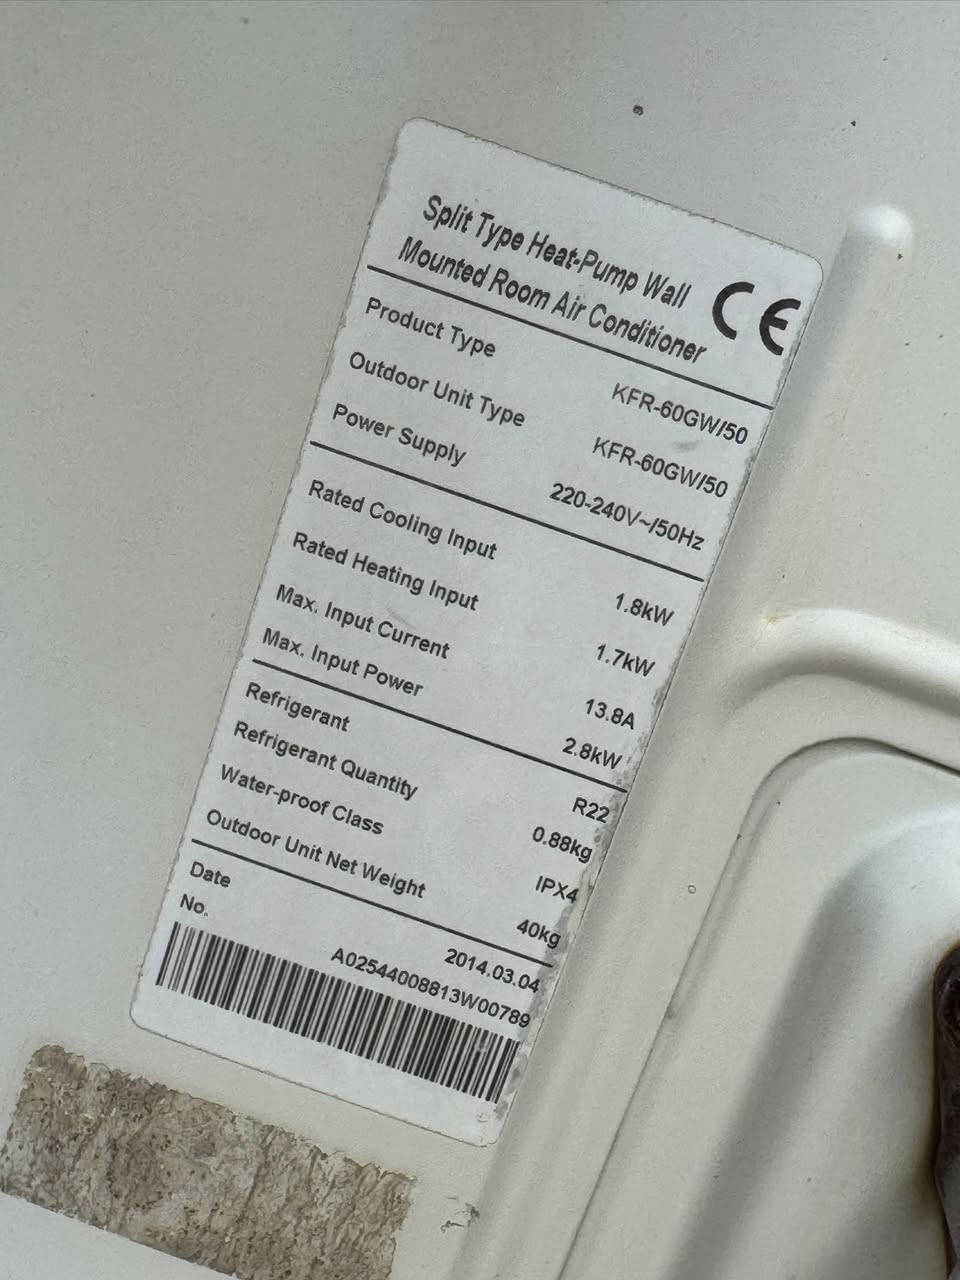 Split Type Heat-Pump Wall
Mounted Room Air Conditioner
CE
Product Type KFR-60GW/50
Outdoor Unit Type KFR-60GW/50
Power Supply 220-240V~/50Hz
Rated Cooling Input 1.8kW
Rated Heating Input 1.7kW
Max. Input Current 13.8A
Max. Input Power 2.8kW
Refrigerant R22
Refrigerant Quantity 0.88kg
Water-proof Class IPX4
Outdoor Unit Net Weight 40kg
Date 2014.03.04
No. A02544008813W00789